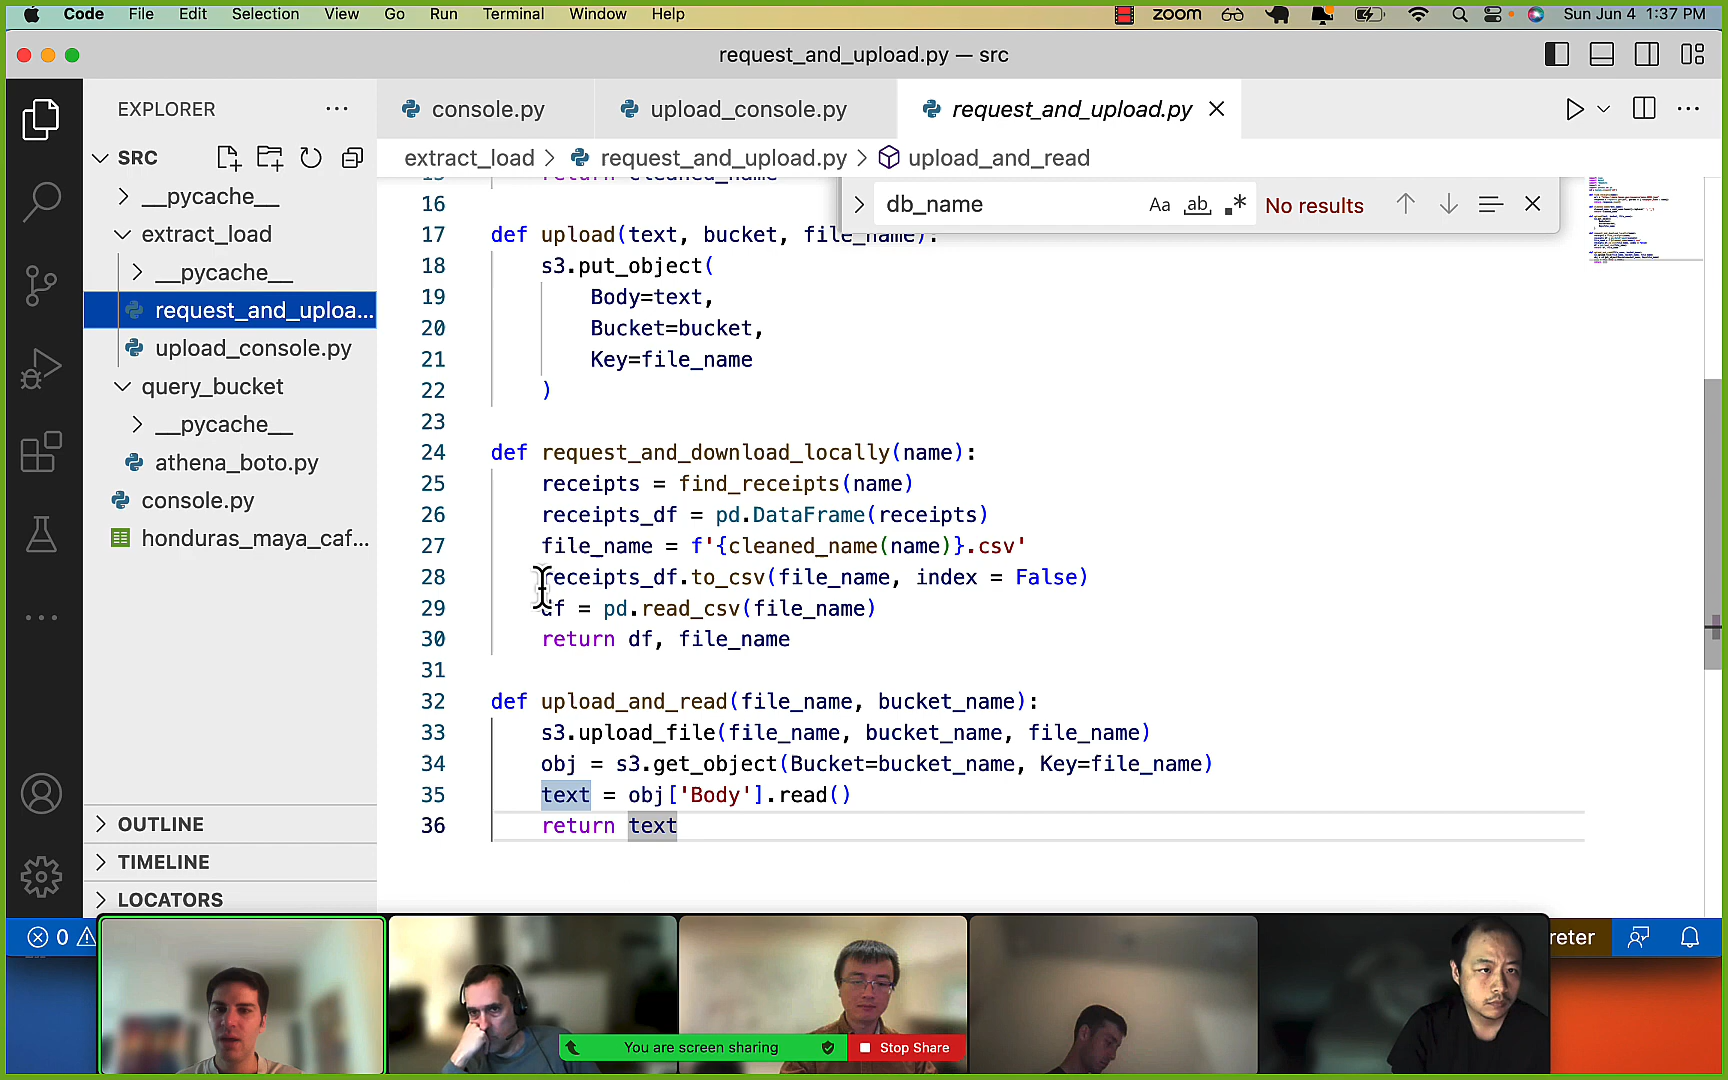 Code File Edit Selection View Go Run Terminal Window Help zoom Sun Jun 4 1:37 PM
request_and_upload.py — src
EXPLORER
console.py
upload_console.py
request_and_upload.py
SRC
extract_load > request_and_upload.py > upload_and_read
__pycache__
extract_load
__pycache__
request_and_uploa...
upload_console.py
query_bucket
__pycache__
athena_boto.py
console.py
honduras_maya_caf...
OUTLINE
TIMELINE
LOCATORS
db_name Aa ab No results
15 return cleaned_name
16
17 def upload(text, bucket, file_name):
18 s3.put_object(
19 Body=text,
20 Bucket=bucket,
21 Key=file_name
22 )
23
24 def request_and_download_locally(name):
25 receipts = find_receipts(name)
26 receipts_df = pd.DataFrame(receipts)
27 file_name = f'{cleaned_name(name)}.csv'
28 receipts_df.to_csv(file_name, index = False)
29 df = pd.read_csv(file_name)
30 return df, file_name
31
32 def upload_and_read(file_name, bucket_name):
33 s3.upload_file(file_name, bucket_name, file_name)
34 obj = s3.get_object(Bucket=bucket_name, Key=file_name)
35 text = obj['Body'].read()
36 return text
0
reter
You are screen sharing
Stop Share